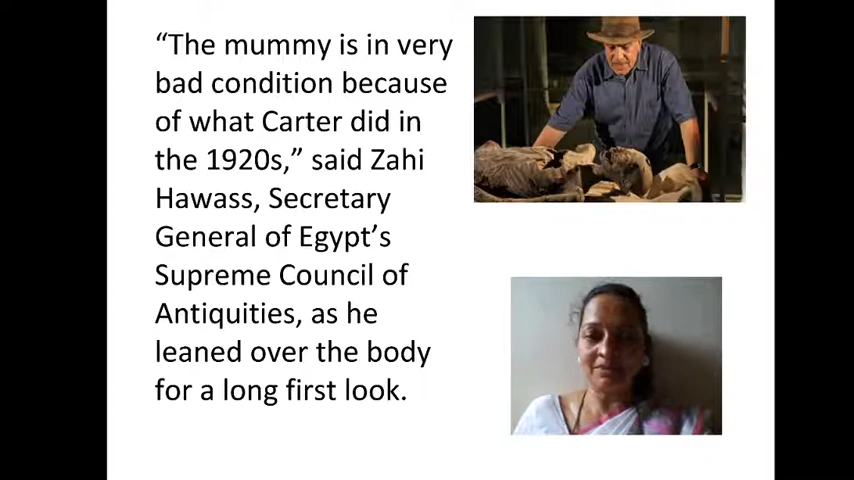 “The mummy is in very
bad condition because
of what Carter did in
the 1920s,” said Zahi
Hawass, Secretary
General of Egypt’s
Supreme Council of
Antiquities, as he
leaned over the body
for a long first look.